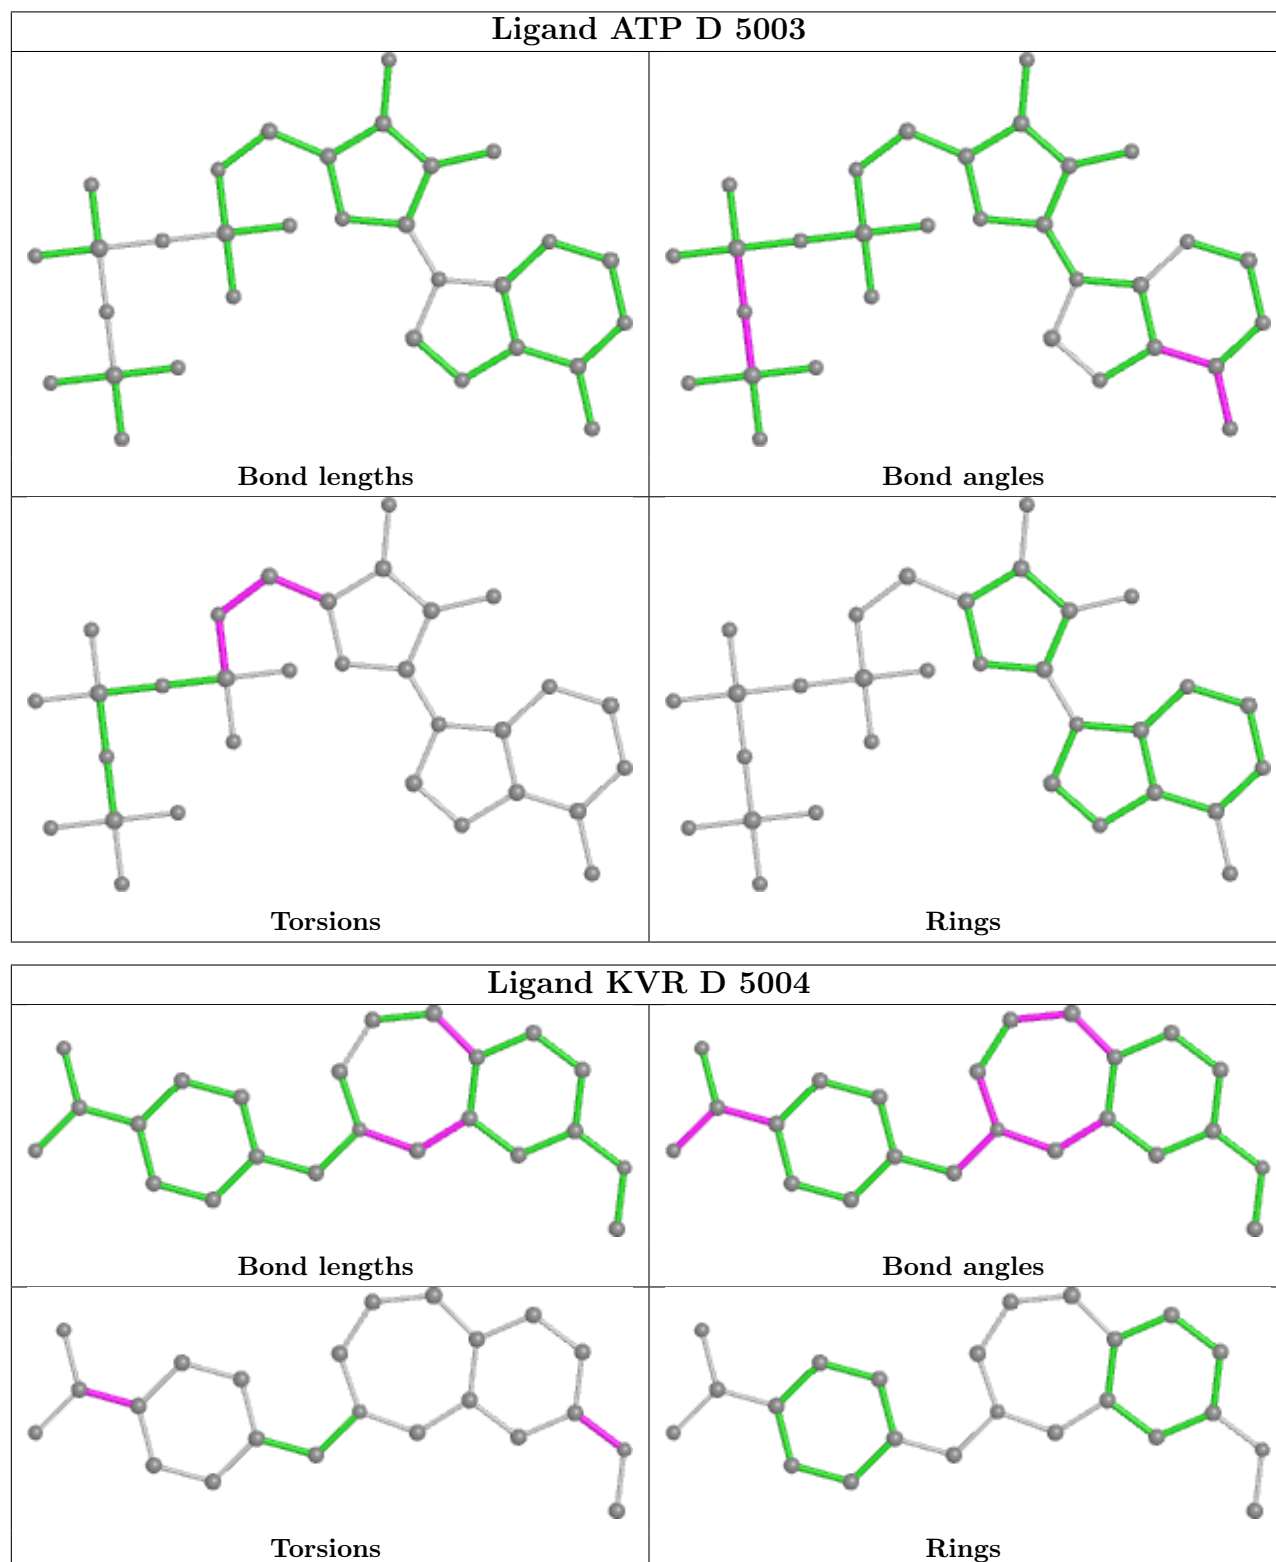 Ligand ATP D 5003
Bond lengths
Bond angles
Torsions
Rings
Ligand KVR D 5004
Bond lengths
Bond angles
Torsions
Rings